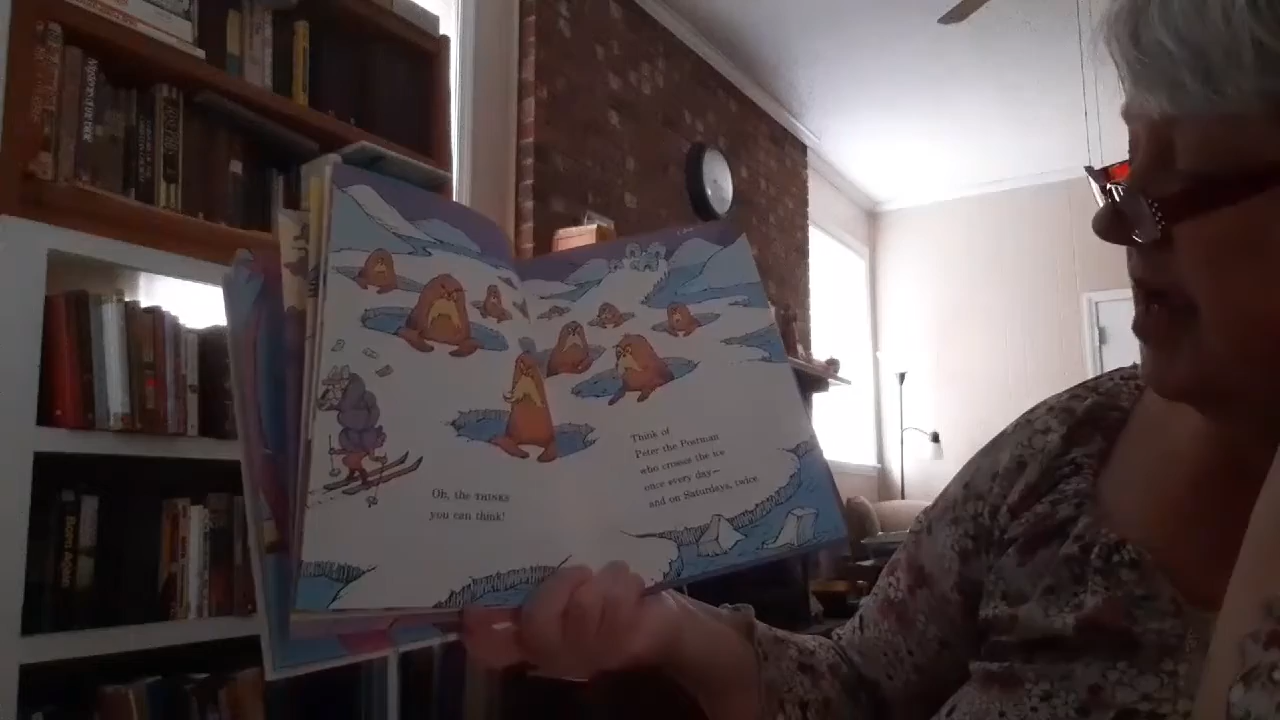 Oh, the THINKS
you can think!
Think of
Peter the Postman
who crosses the ice
once every day—
and on Saturdays, twice.